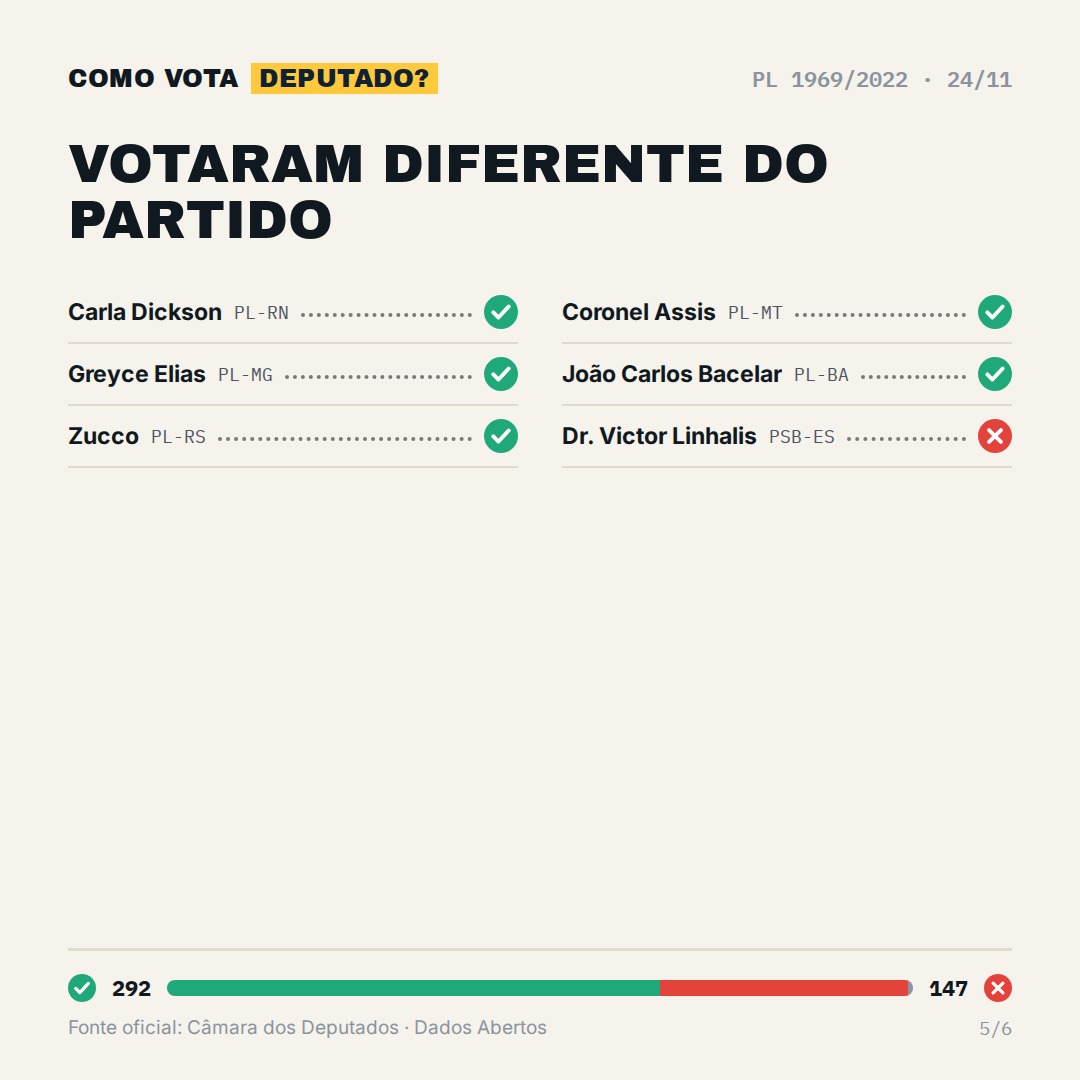 COMO VOTA DEPUTADO?
PL 1969/2022 · 24/11
VOTARAM DIFERENTE DO
PARTIDO
Carla Dickson PL-RN
Coronel Assis PL-MT
Greyce Elias PL-MG
João Carlos Bacelar PL-BA
Zucco PL-RS
Dr. Victor Linhalis PSB-ES
292
147
Fonte oficial: Câmara dos Deputados · Dados Abertos
5/6